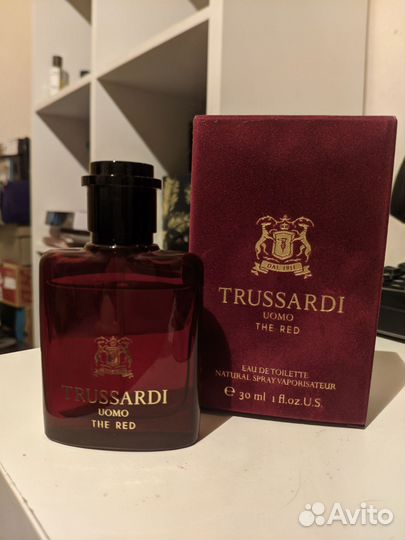 DAL 1911
TRUSSARDI
UOMO
THE RED
EAU DE TOILETTE
NATURAL SPRAY VAPORISATEUR
℮ 30 ml 1 fl.oz.U.S.
TRUSSARDI
UOMO
THE RED
Avito